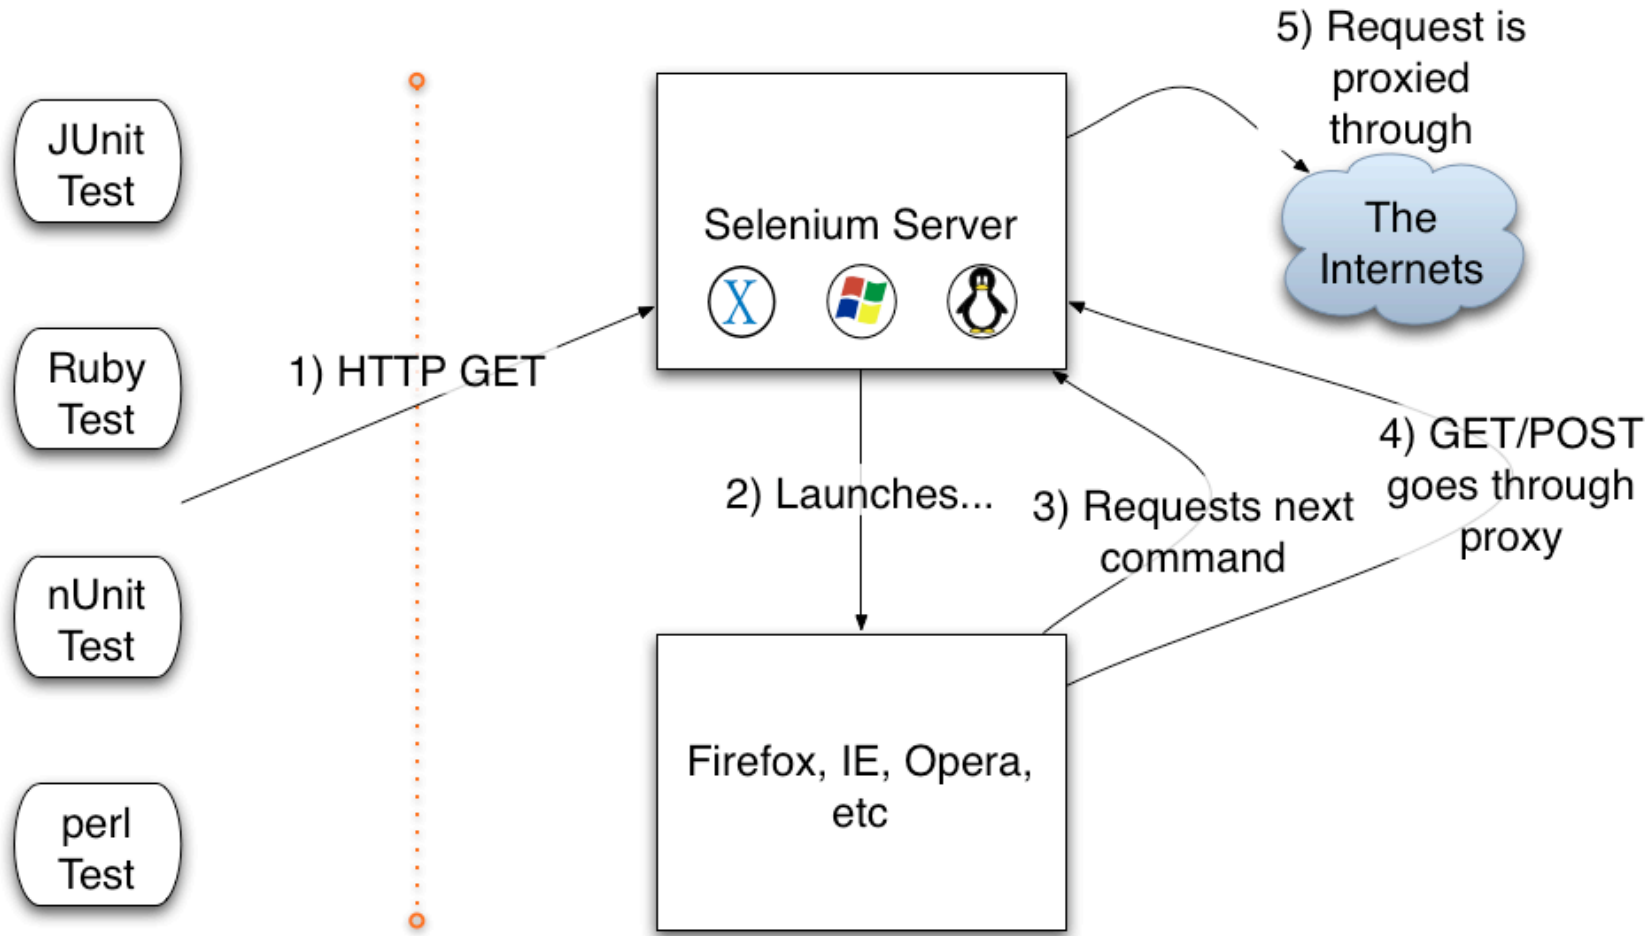 JUnit
Test
Ruby
Test
nUnit
Test
perl
Test
1) HTTP GET
Selenium Server
X
2) Launches...
3) Requests next
command
4) GET/POST
goes through
proxy
5) Request is
proxied
through
The
Internets
Firefox, IE, Opera,
etc